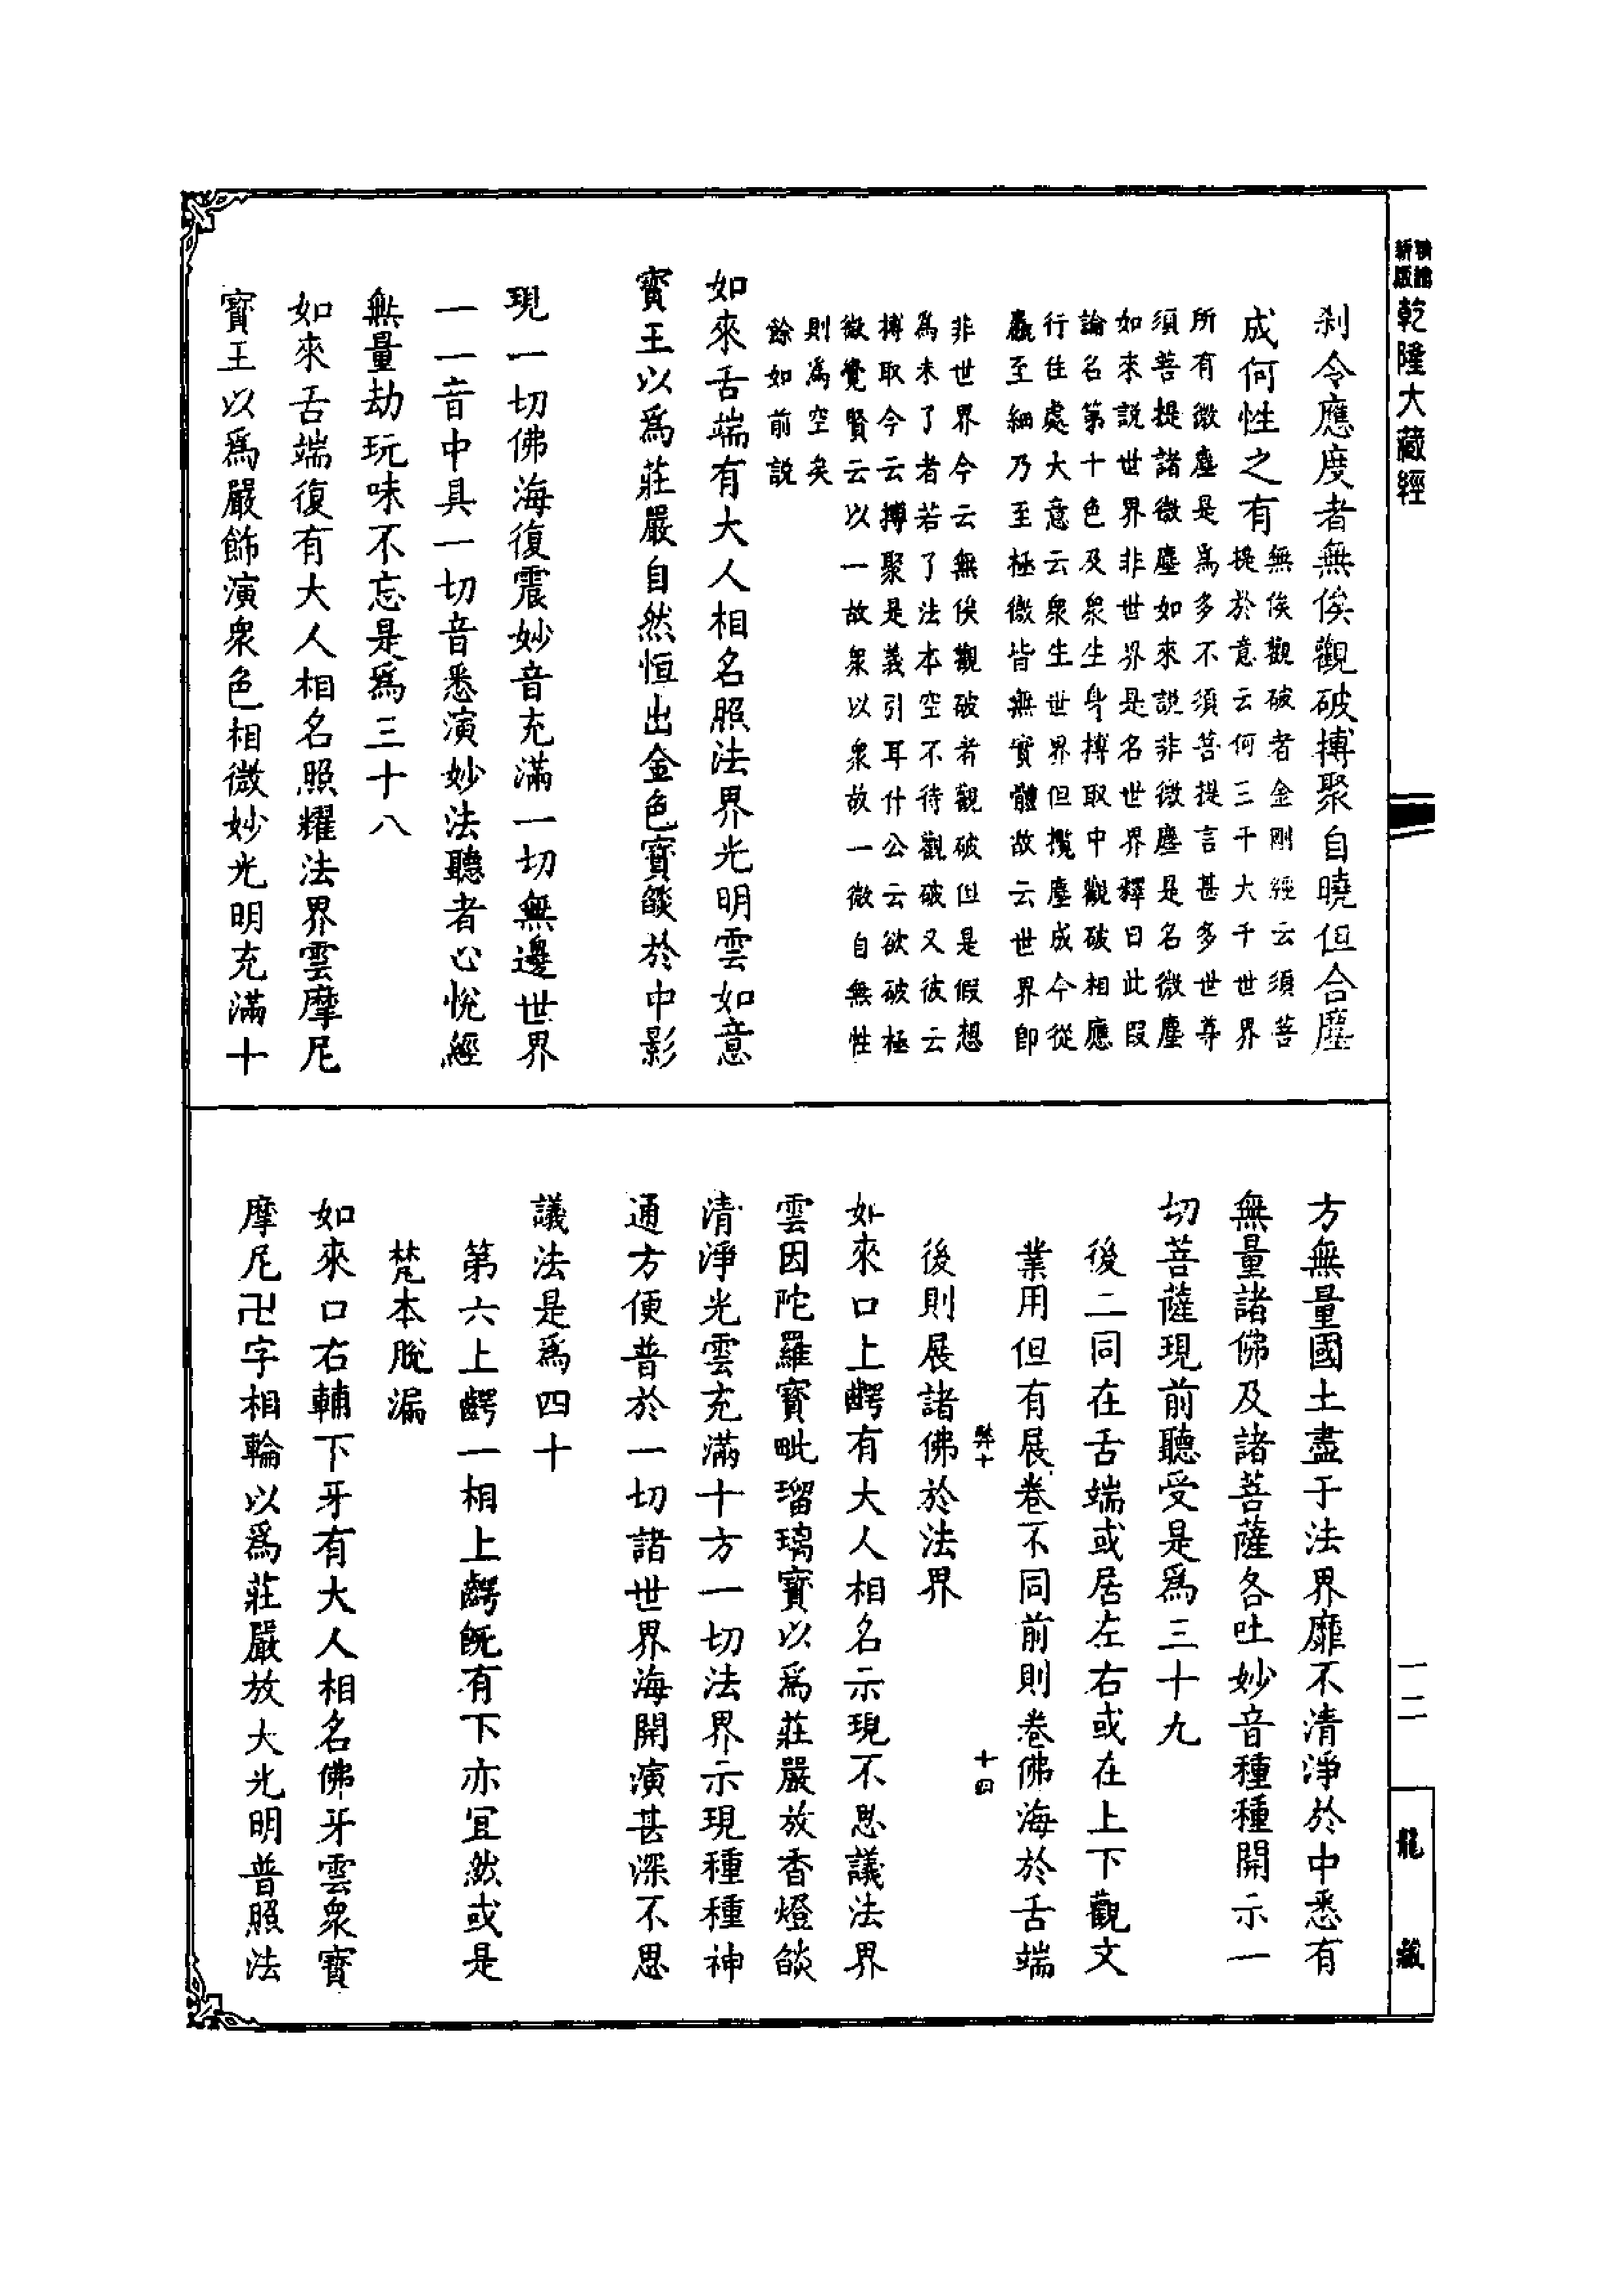 新版
精縮
乾隆大藏經
刹令應度者無俟觀破摶聚自曉但合塵
成何性之有
無俟觀破者金剛經云須菩
提於意云何三千大千世界
所有微塵是爲多不須菩提言甚多世尊
須菩提諸微塵如來説非微塵是名微塵
如來説世界非世界是名世界釋曰此叚
論名第十色及衆生身摶取中觀破相應
行住處大意云衆生世界但攬塵成今從
麤至細乃至極微皆無實體故云世界即
非世界今云無俟觀破者觀破但是假想
爲未了者若了法本空不待觀破又彼云
摶取今云摶聚是義引耳什公云欲破極
微覺賢云以一故衆以衆故一微自無性
則爲空矣
餘如前説
如來舌端有大人相名照法界光明雲如意
寳王以爲莊嚴自然恒出金色寳燄於中影
現一切佛海復震妙音充滿一切無邊世界
一一音中具一切音悉演妙法聽者心悅經
無量劫玩味不忘是爲三十八
如來舌端復有大人相名照耀法界雲摩尼
寳王以爲嚴飾演衆色相微妙光明充滿十
方無量國土盡于法界靡不清淨於中悉有
無量諸佛及諸菩薩各吐妙音種種開示一
切菩薩現前聽受是爲三十九
後二同在舌端或居左右或在上下觀文
業用但有展卷不同前則卷佛海於舌端
後則展諸佛於法界
弊十
十四
如來口上齶有大人相名示現不思議法界
雲因陀羅寳毗瑠璃寳以爲莊嚴放香燈燄
清淨光雲充滿十方一切法界示現種種神
通方便普於一切諸世界海開演甚深不思
議法是爲四十
第六上齶一相上齶旣有下亦宜然或是
梵本脫漏
如來口右輔下牙有大人相名佛牙雲衆寳
摩尼卍字相輪以爲莊嚴放大光明普照法
一二
龍藏